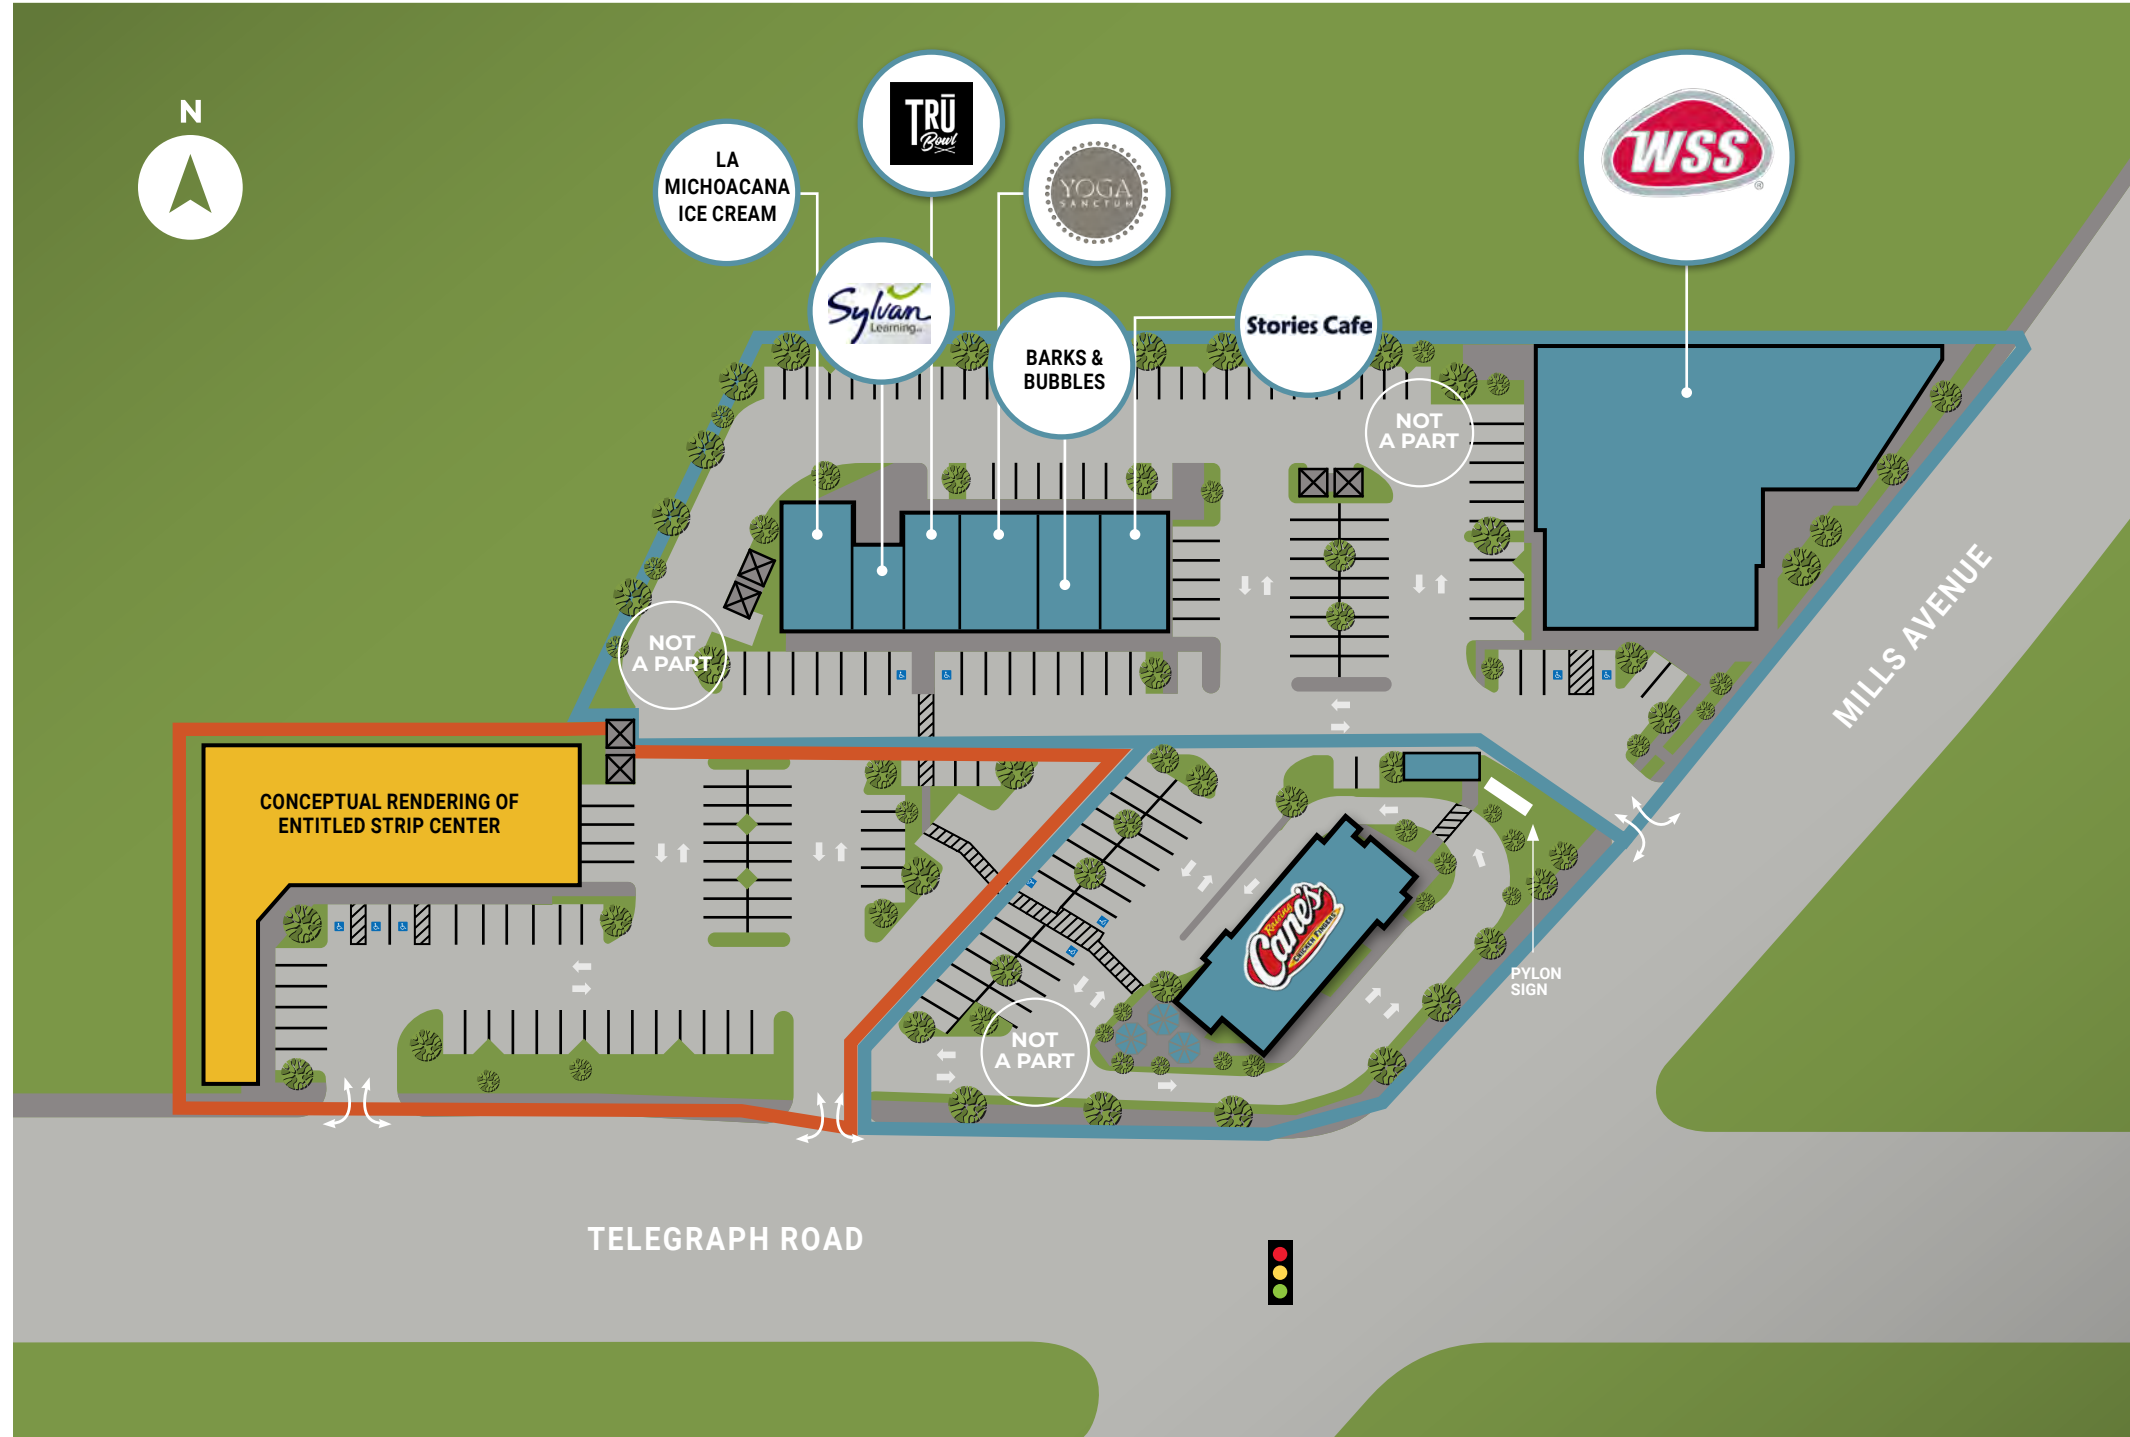 N
LA
MICHOACANA
ICE CREAM
TRŪ
Bowl
YOGA
SANCTUM
WSS
®
Sylvan
Learning
BARKS &
BUBBLES
Stories Cafe
NOT
A PART
NOT
A PART
MILLS AVENUE
CONCEPTUAL RENDERING OF
ENTITLED STRIP CENTER
Raising
Cane's
CHICKEN FINGERS
PYLON
SIGN
NOT
A PART
TELEGRAPH ROAD